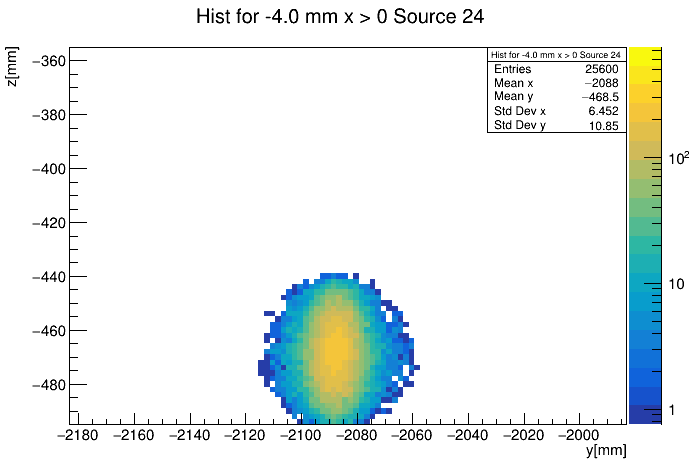 Hist for -4.0 mm x > 0 Source 24
z[mm]
Hist for -4.0 mm x > 0 Source 24
Entries 25600
Mean x −2088
Mean y −468.5
Std Dev x 6.452
Std Dev y 10.85
−360
−380
−400
−420
−440
−460
−480
10²
10
1
−2180 −2160 −2140 −2120 −2100 −2080 −2060 −2040 −2020 −2000
y[mm]